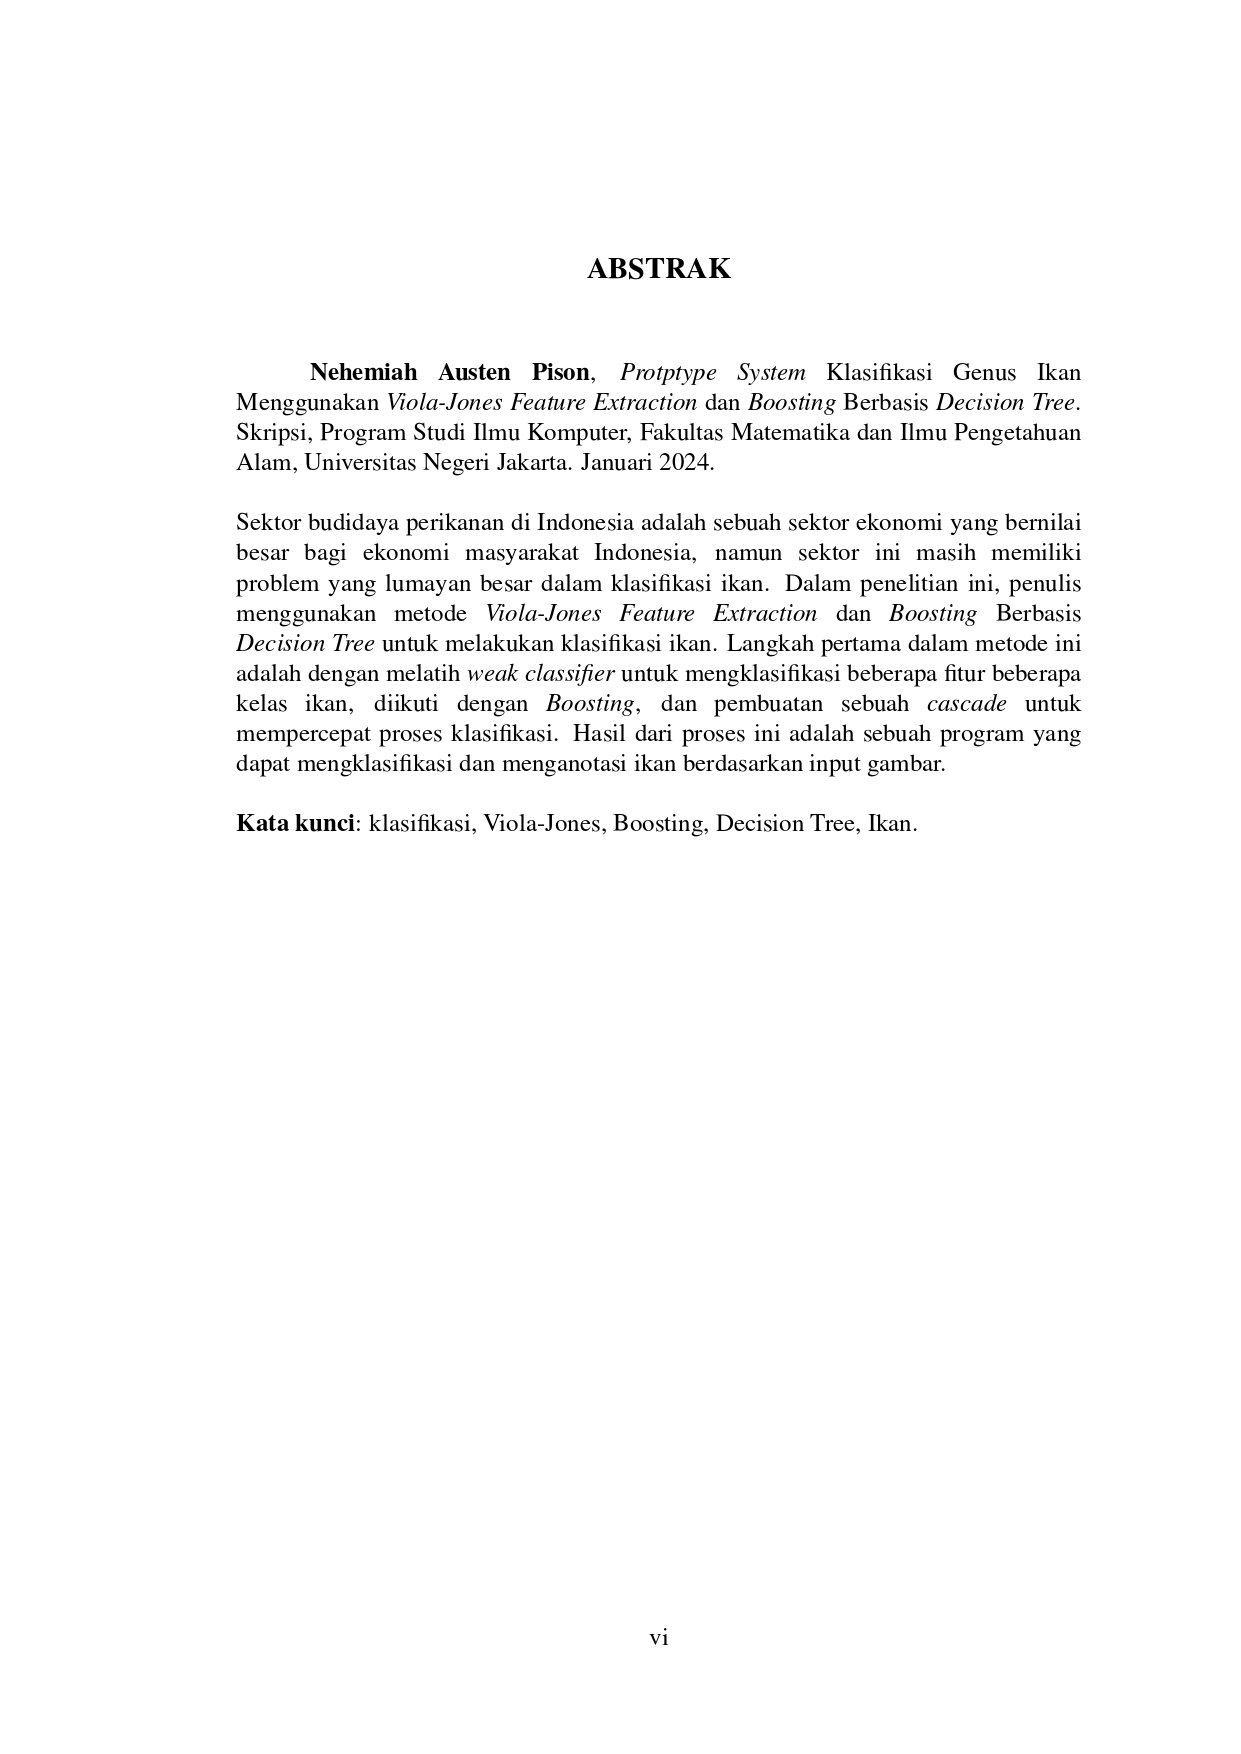 ABSTRAK
Nehemiah Austen Pison, Protptype System Klasifikasi Genus Ikan
Menggunakan Viola-Jones Feature Extraction dan Boosting Berbasis Decision Tree.
Skripsi, Program Studi Ilmu Komputer, Fakultas Matematika dan Ilmu Pengetahuan
Alam, Universitas Negeri Jakarta. Januari 2024.
Sektor budidaya perikanan di Indonesia adalah sebuah sektor ekonomi yang bernilai
besar bagi ekonomi masyarakat Indonesia, namun sektor ini masih memiliki
problem yang lumayan besar dalam klasifikasi ikan. Dalam penelitian ini, penulis
menggunakan metode Viola-Jones Feature Extraction dan Boosting Berbasis
Decision Tree untuk melakukan klasifikasi ikan. Langkah pertama dalam metode ini
adalah dengan melatih weak classifier untuk mengklasifikasi beberapa fitur beberapa
kelas ikan, diikuti dengan Boosting, dan pembuatan sebuah cascade untuk
mempercepat proses klasifikasi. Hasil dari proses ini adalah sebuah program yang
dapat mengklasifikasi dan menganotasi ikan berdasarkan input gambar.
Kata kunci: klasifikasi, Viola-Jones, Boosting, Decision Tree, Ikan.
vi